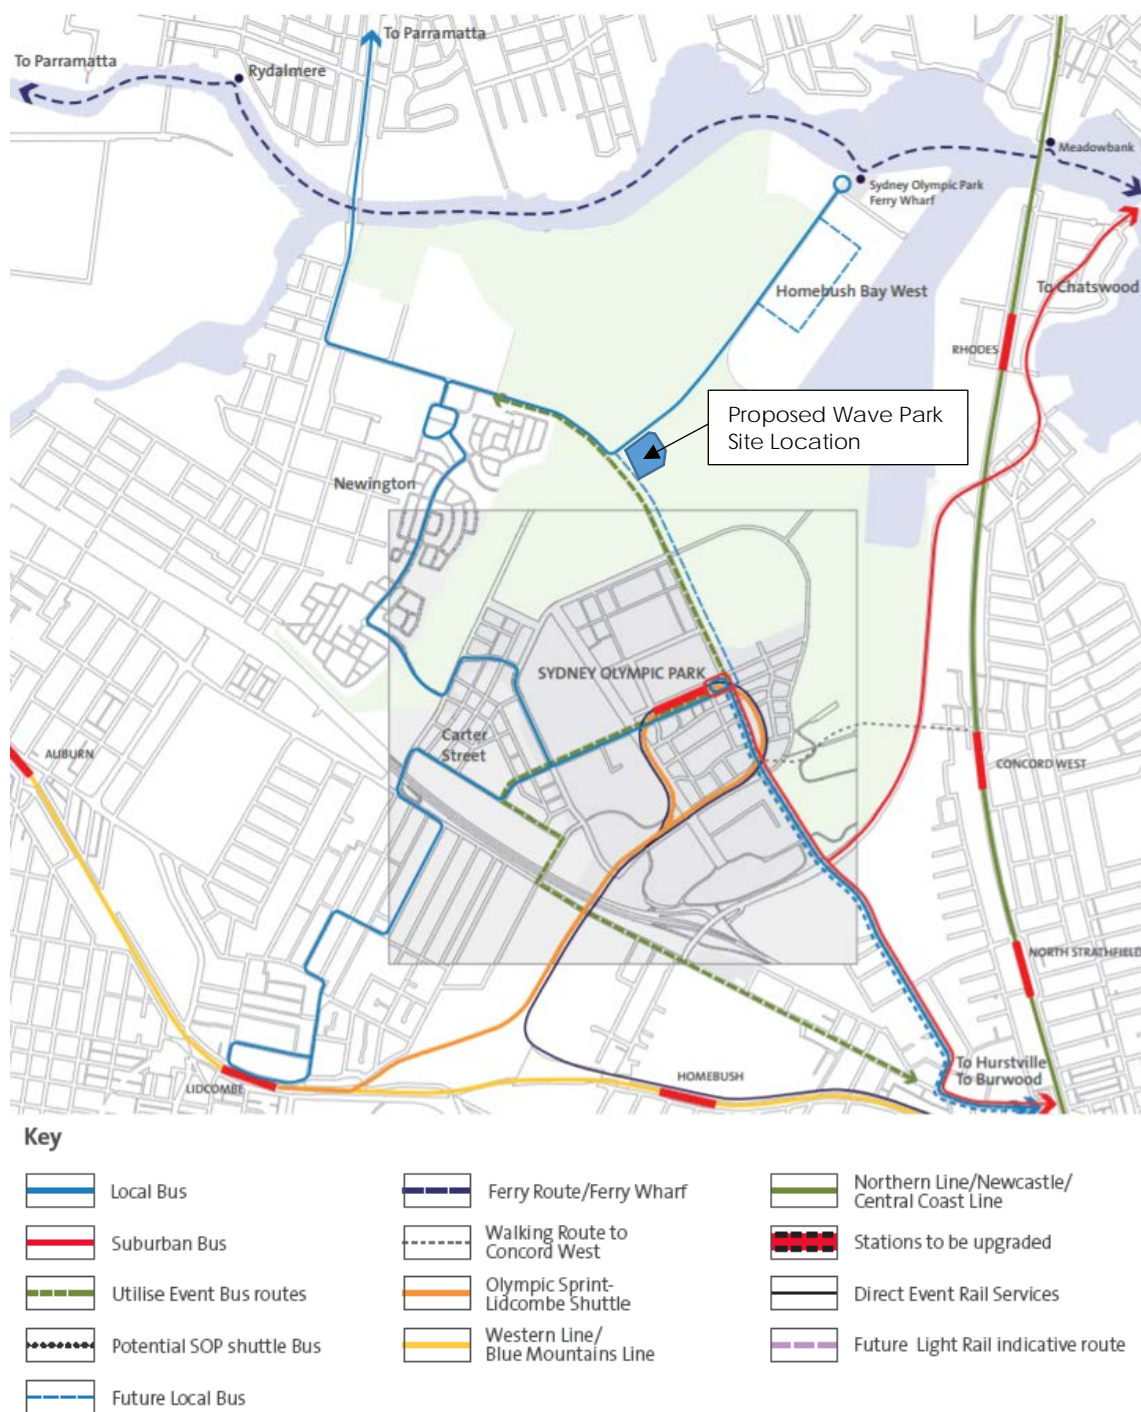 To Parramatta
To Parramatta
Rydalmere
Meadowbank
Sydney Olympic Park
Ferry Wharf
Homebush Bay West
To Chatswood
RHODES
Proposed Wave Park
Site Location
Newington
SYDNEY OLYMPIC PARK
Carter
Street
AUBURN
CONCORD WEST
NORTH STRATHFIELD
To Hurstville
To Burwood
HOMEBUSH
LIDCOMBE
Key
Local Bus
Suburban Bus
Utilise Event Bus routes
Potential SOP shuttle Bus
Future Local Bus
Ferry Route/Ferry Wharf
Walking Route to
Concord West
Olympic Sprint-
Lidcombe Shuttle
Western Line/
Blue Mountains Line
Northern Line/Newcastle/
Central Coast Line
Stations to be upgraded
Direct Event Rail Services
Future Light Rail indicative route